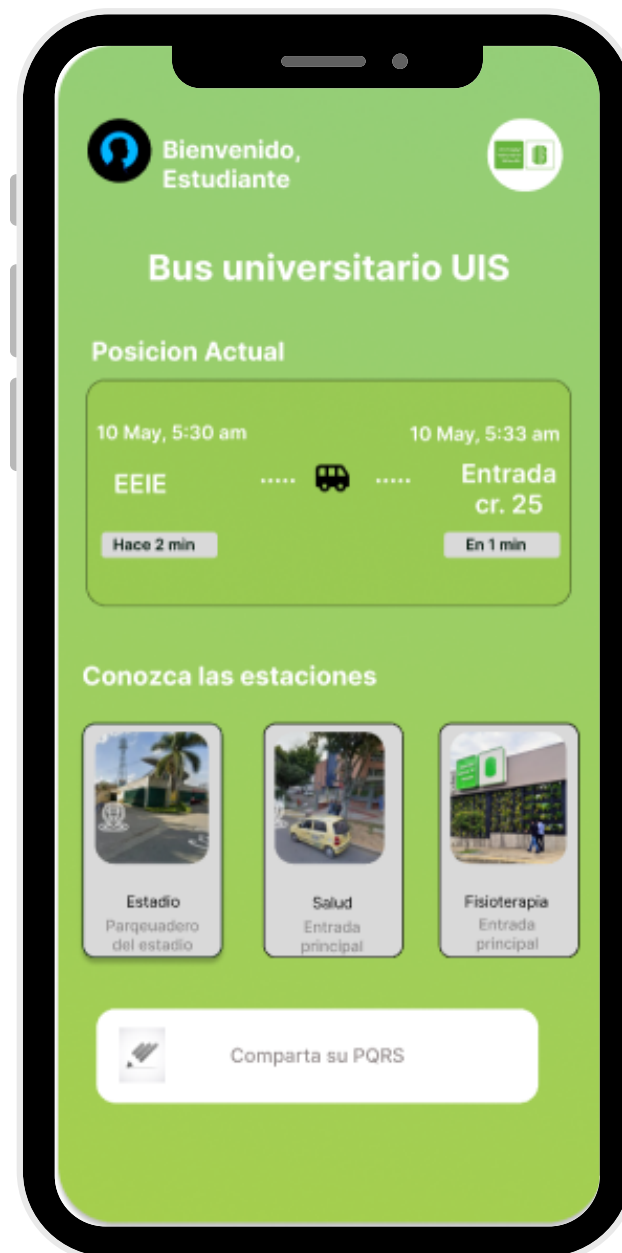 Bienvenido,
Estudiante
Bus universitario UIS
Posicion Actual
10 May, 5:30 am
10 May, 5:33 am
EEIE
Entrada
cr. 25
Hace 2 min
En 1 min
Conozca las estaciones
Estadio
Parqeuadero
del estadio
Salud
Entrada
principal
Fisioterapia
Entrada
principal
Comparta su PQRS